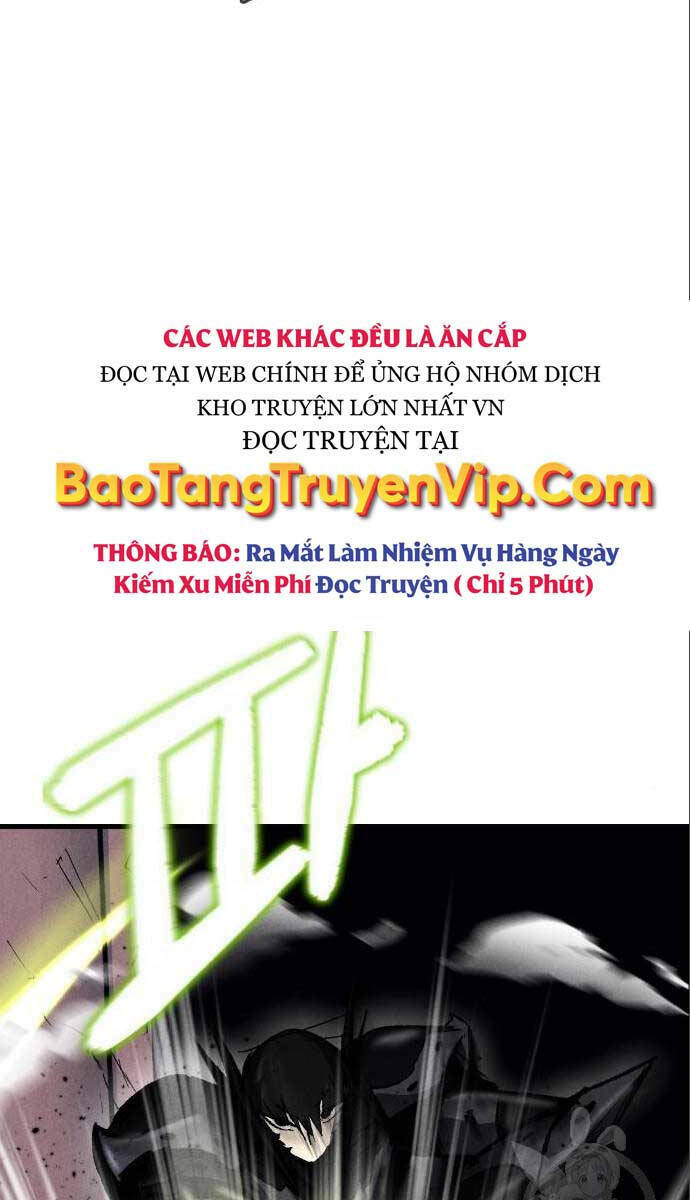 CÁC WEB KHÁC ĐỀU LÀ ĂN CẮP
ĐỌC TẠI WEB CHÍNH ĐỂ ỦNG HỘ NHÓM DỊCH
KHO TRUYỆN LỚN NHẤT VN
ĐỌC TRUYỆN TẠI
BaoTangTruyenVip.Com
THÔNG BÁO: Ra Mắt Làm Nhiệm Vụ Hàng Ngày
Kiếm Xu Miễn Phí Đọc Truyện ( Chỉ 5 Phút)
파